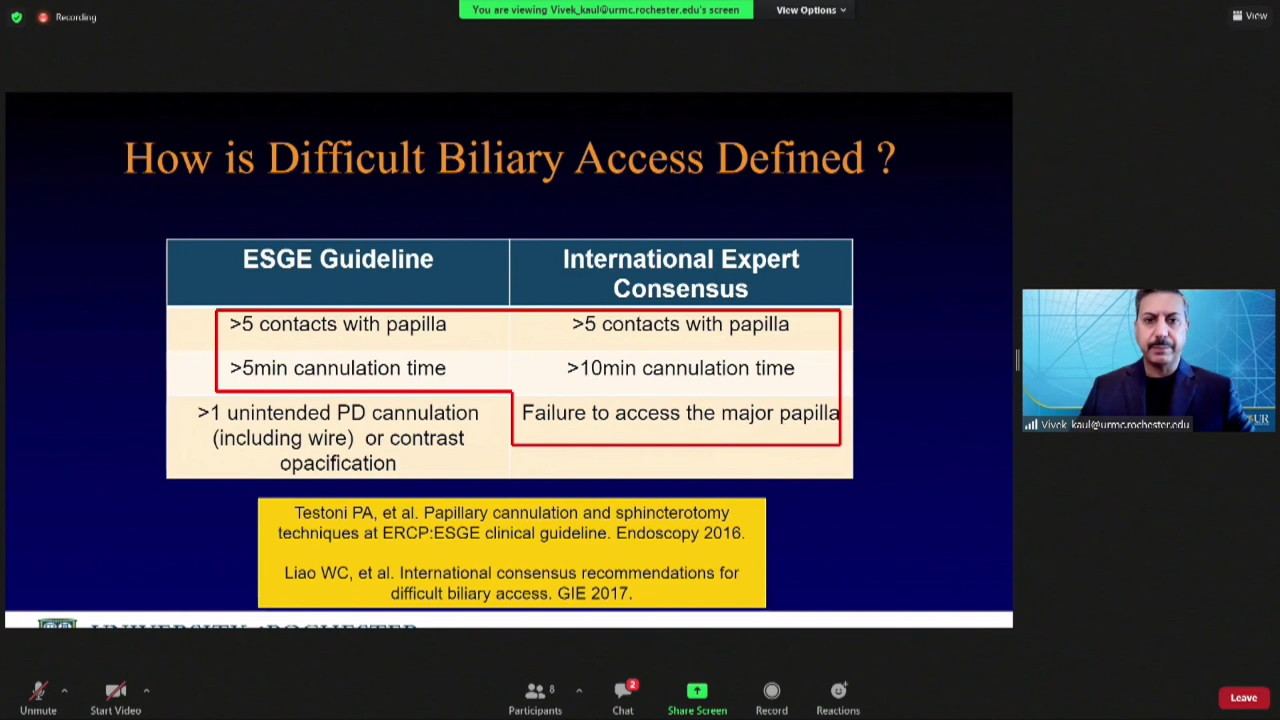 Recording
You are viewing Vivek_kaul@urmc.rochester.edu's screen
View Options
View
How is Difficult Biliary Access Defined ?
ESGE Guideline
International Expert
Consensus
>5 contacts with papilla
>5 contacts with papilla
>5min cannulation time
>10min cannulation time
>1 unintended PD cannulation
(including wire) or contrast
opacification
Failure to access the major papilla
Testoni PA, et al. Papillary cannulation and sphincterotomy
techniques at ERCP:ESGE clinical guideline. Endoscopy 2016.
Liao WC, et al. International consensus recommendations for
difficult biliary access. GIE 2017.
UR
Vivek_kaul@urmc.rochester.edu
Unmute
Start Video
8
Participants
2
Chat
Share Screen
Record
Reactions
Leave